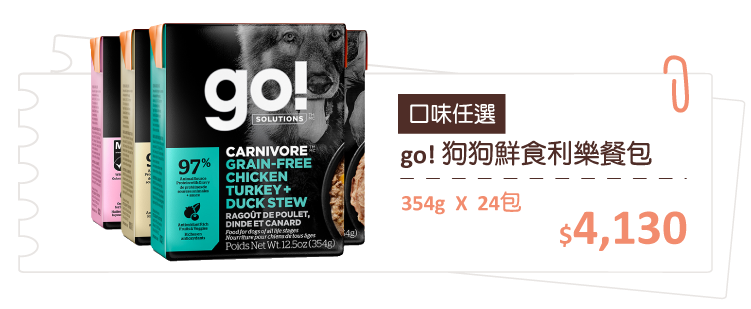 go!
SOLUTIONS
CARNIVORE
GRAIN-FREE
CHICKEN
TURKEY +
DUCK STEW
RAGOÛT DE POULET,
DINDE ET CANARD
Food for dogs of all life stages
Nourriture pour chiens de tous âges
Poids Net Wt. 12.5oz (354g)
97%
口味任選
go! 狗狗鮮食利樂餐包
354g X 24包
$4,130